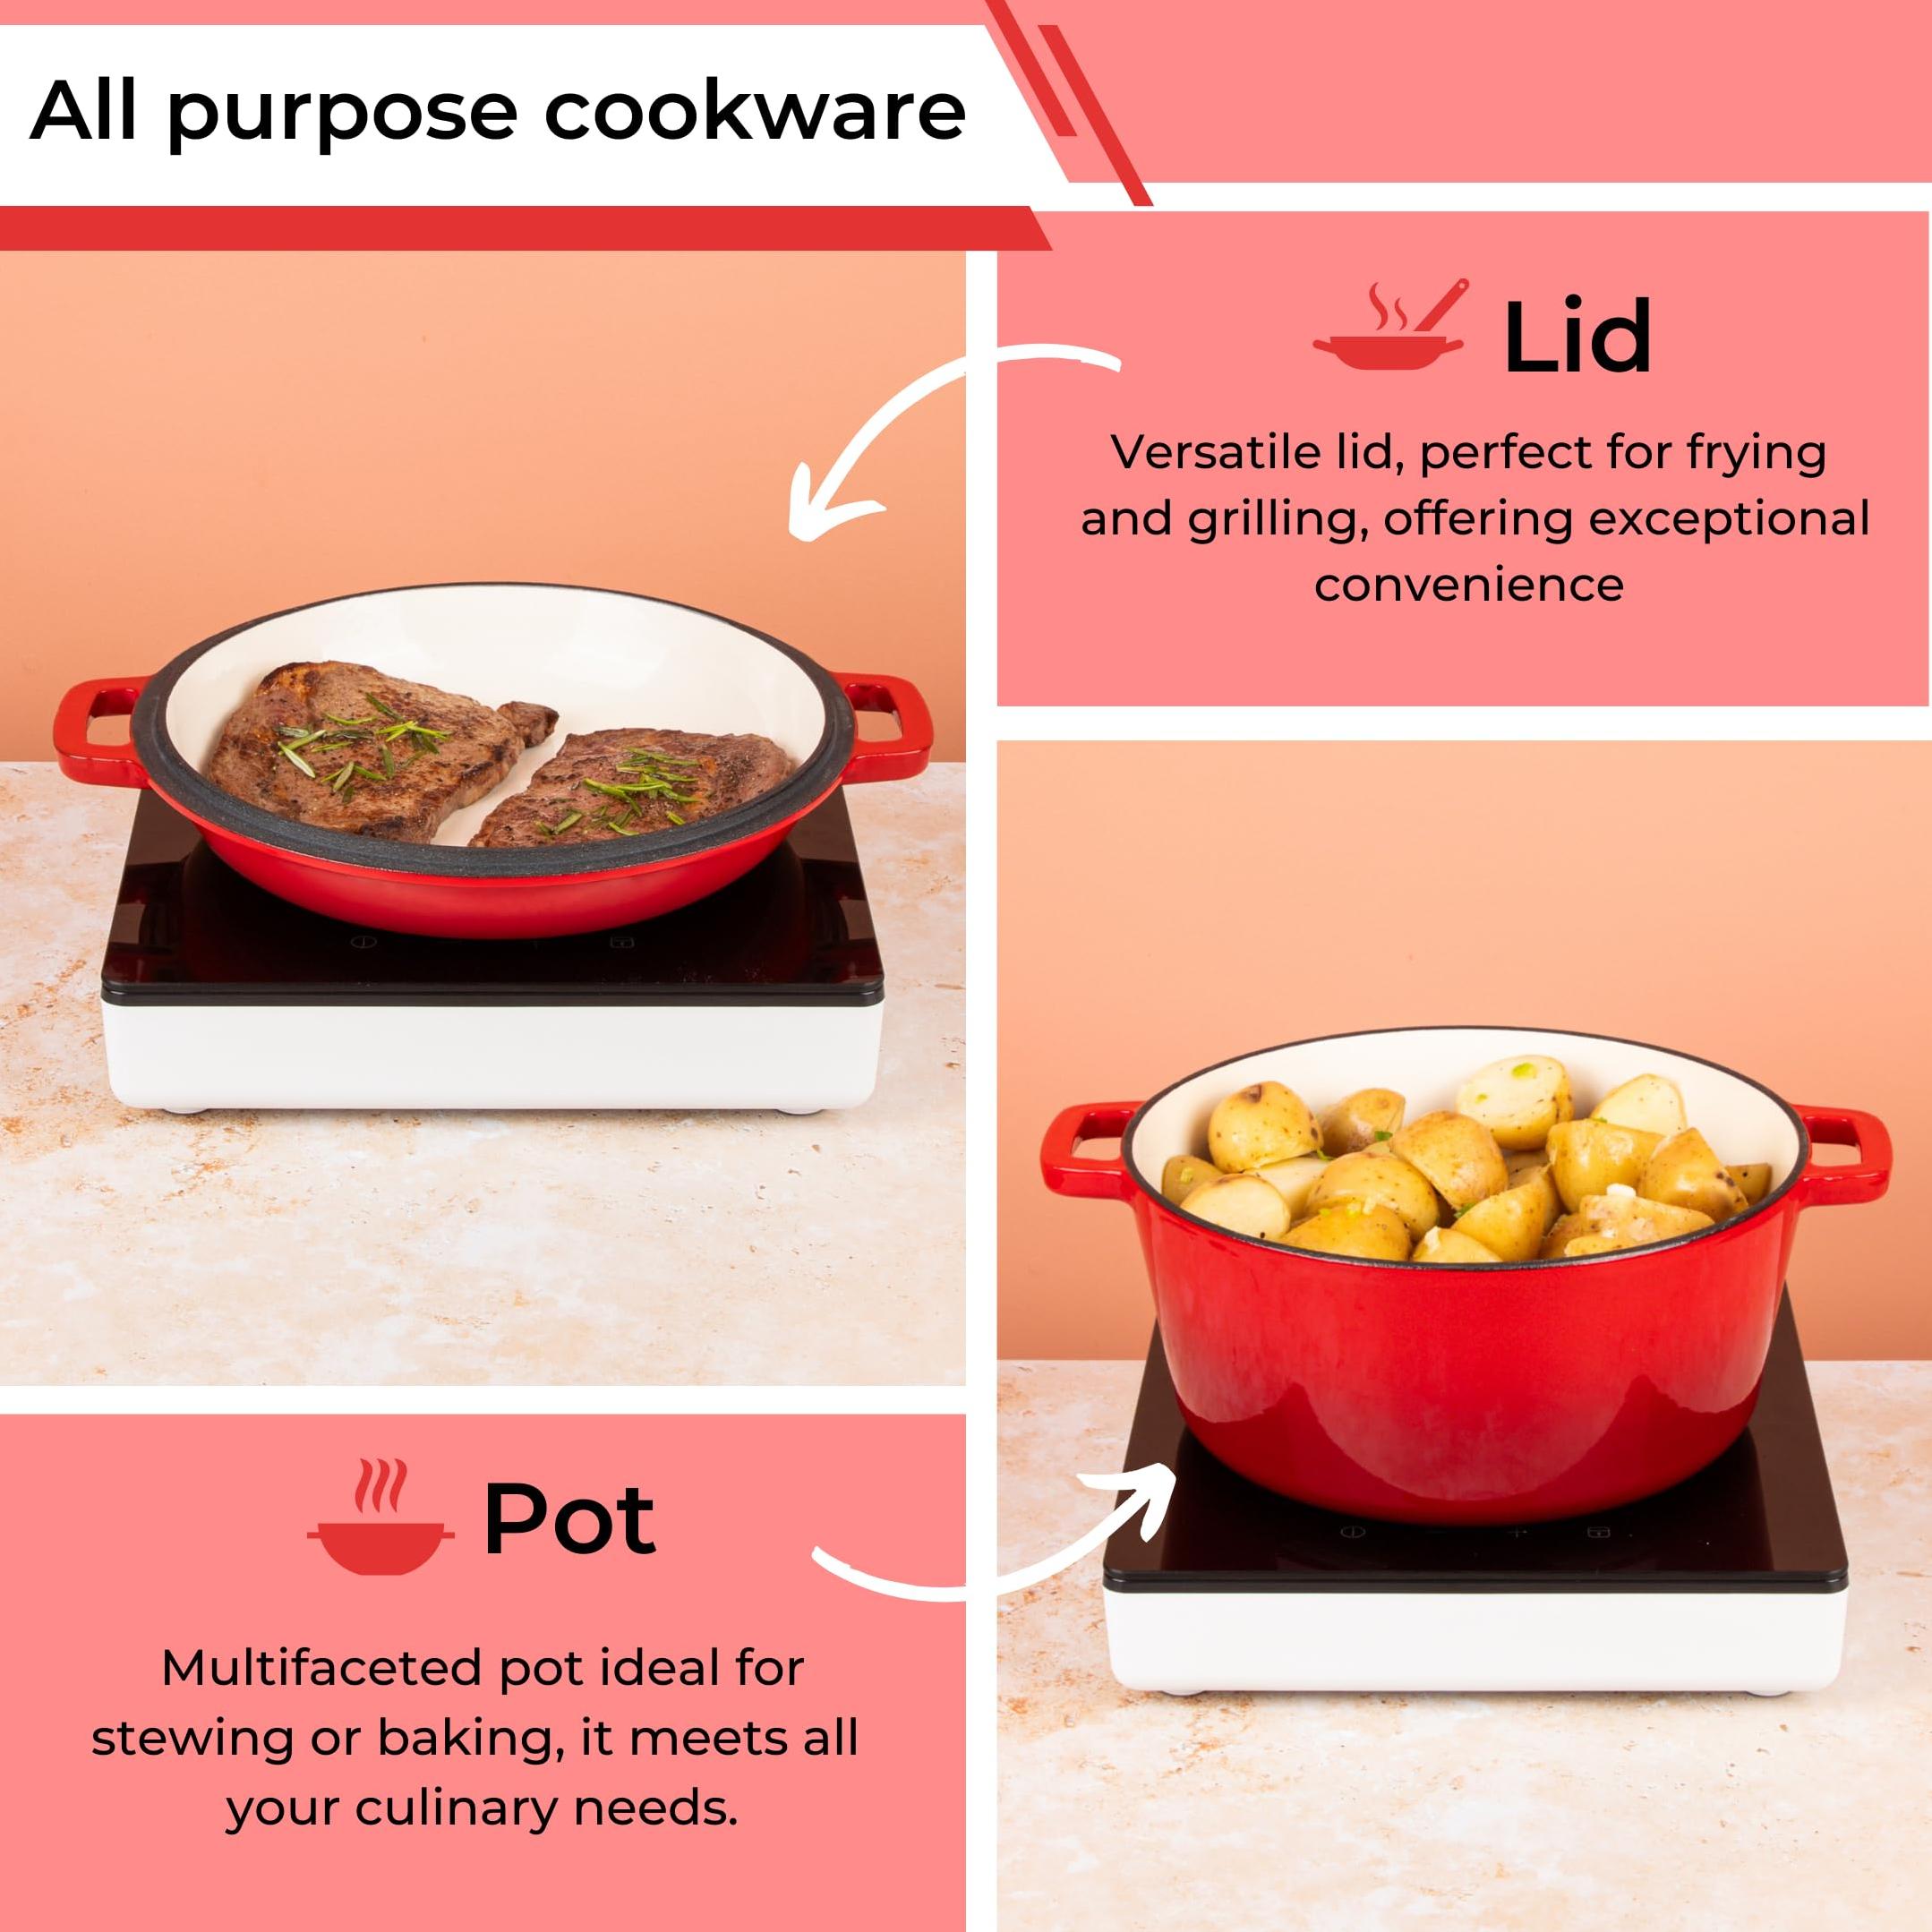 All purpose cookware
Lid
Versatile lid, perfect for frying
and grilling, offering exceptional
convenience
Pot
Multifaceted pot ideal for
stewing or baking, it meets all
your culinary needs.